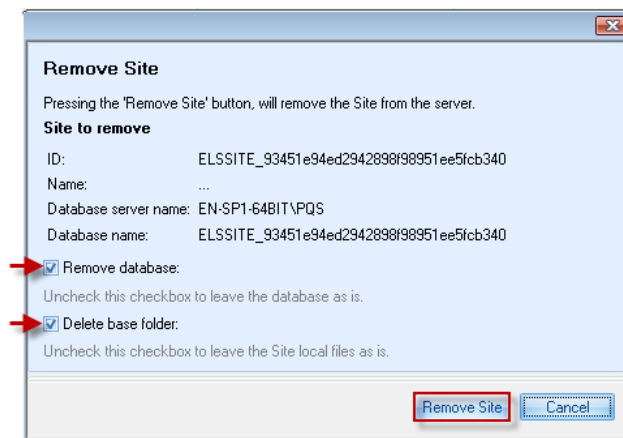 Remove Site
Pressing the 'Remove Site' button, will remove the Site from the server.
Site to remove
ID: ELSSITE_93451e94ed2942898f98951ee5fcb340
Name: ...
Database server name: EN-SP1-64BIT\PQS
Database name: ELSSITE_93451e94ed2942898f98951ee5fcb340
Remove database:
Uncheck this checkbox to leave the database as is.
Delete base folder:
Uncheck this checkbox to leave the Site local files as is.
Remove Site Cancel